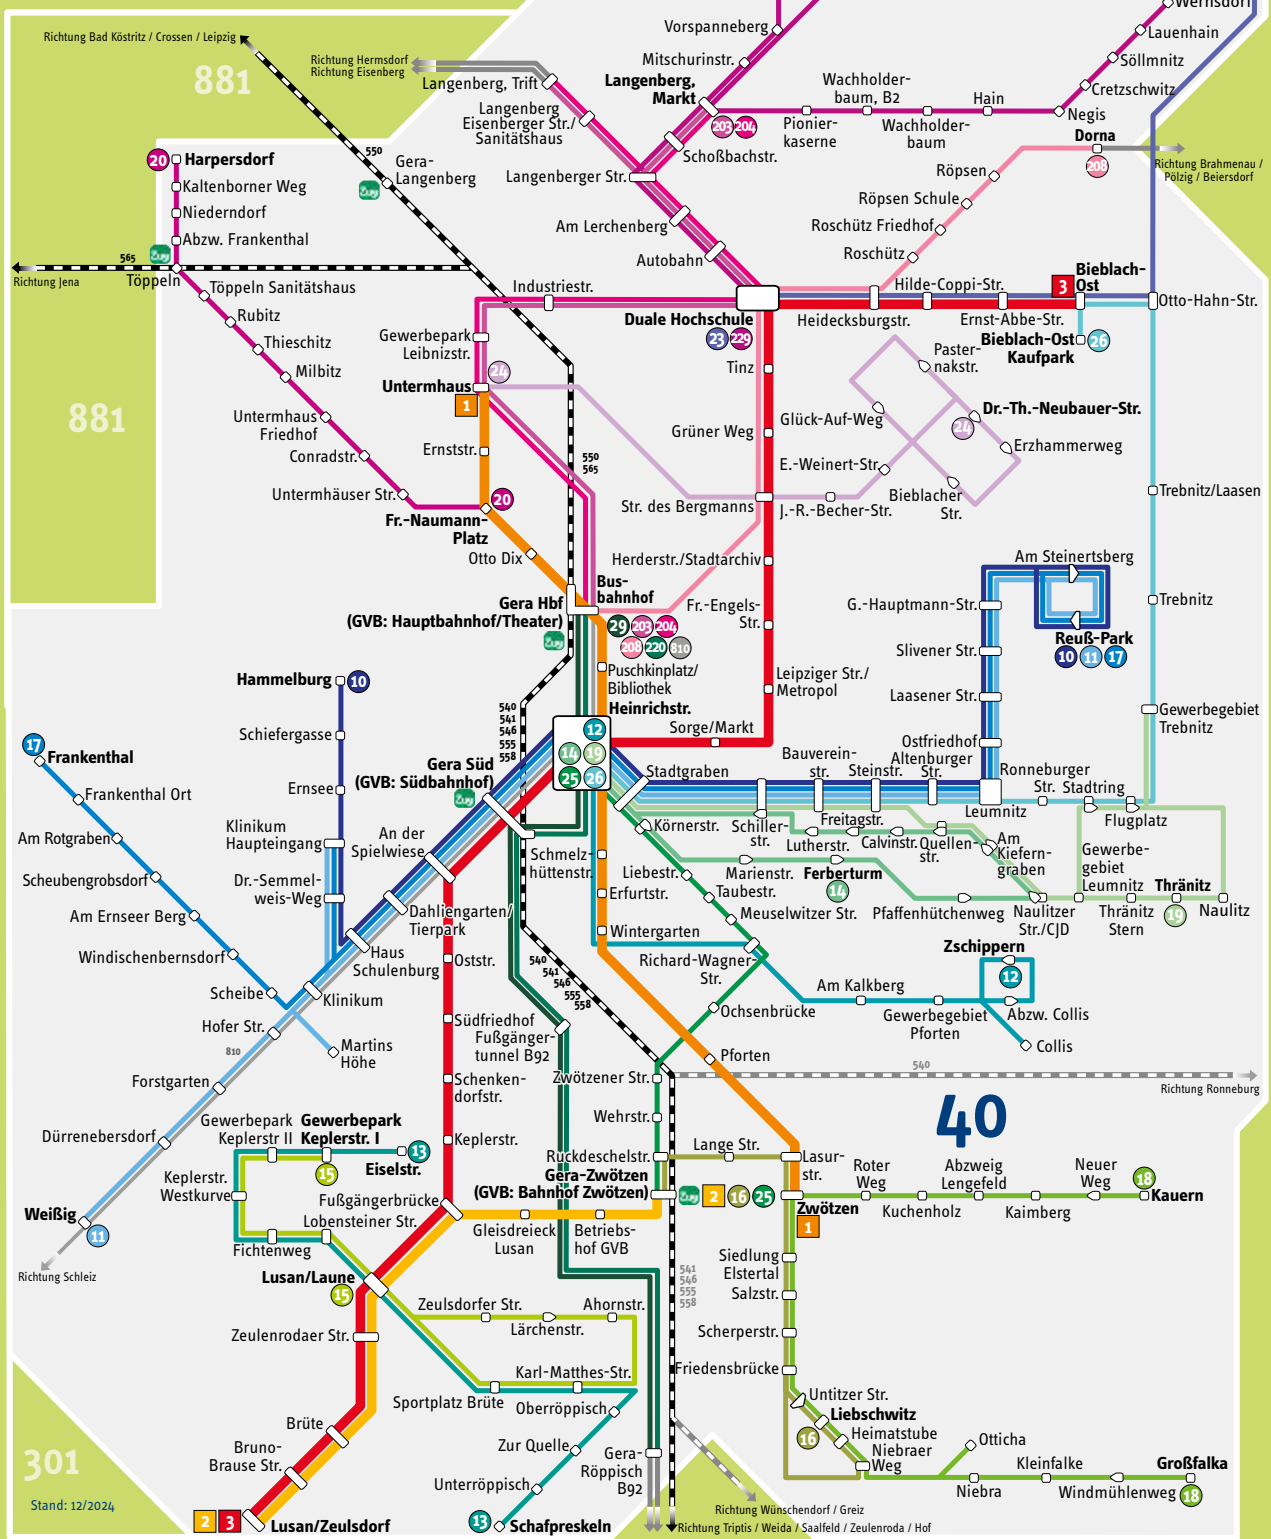 Wernsdorf
Vorspanneberg
Lauenhain
Richtung Bad Köstritz / Crossen / Leipzig
Mitschurinstr.
Söllmnitz
Richtung Hermsdorf
Richtung Eisenberg
881
Langenberg, Trift
Langenberg,
Markt
Wachholder-
baum, B2
Hain
Cretzschwitz
Negis
Langenberg
Eisenberger Str./
Sanitätshaus
203 204
Pionier-
kaserne
Wachholder-
baum
Dorna
208
Richtung Brahmenau /
Pölzig / Beiersdorf
20 Harpersdorf
550
Gera-
Langenberg
Zug
Schoßbachstr.
Langenberger Str.
Röpsen
Kaltenborner Weg
Röpsen Schule
Niederndorf
Am Lerchenberg
Roschütz Friedhof
Abzw. Frankenthal
Autobahn
Roschütz
Zug
565
Richtung Jena
Töppeln
Töppeln Sanitätshaus
Industriestr.
Hilde-Coppi-Str.
3
Bieblach-
Ost
Otto-Hahn-Str.
Rubitz
Duale Hochschule
23 229
Heidecksburgstr.
Ernst-Abbe-Str.
Bieblach-Ost
Kaufpark
26
Thieschitz
Gewerbepark
Leibnizstr.
Milbitz
24
Untermhaus
1
Tinz
Paster-
nakstr.
881
Untermhaus
Friedhof
Glück-Auf-Weg
Dr.-Th.-Neubauer-Str.
24
Grüner Weg
Erzhammerweg
Conradstr.
Ernststr.
550
565
E.-Weinert-Str.
Untermhäuser Str.
20
Str. des Bergmanns
J.-R.-Becher-Str.
Bieblacher
Str.
Trebnitz/Laasen
Fr.-Naumann-
Platz
Otto Dix
Herderstr./Stadtarchiv
Am Steinertsberg
Bus-
bahnhof
Gera Hbf
(GVB: Hauptbahnhof/Theater)
Zug
29 203 204
208 220 810
Fr.-Engels-
Str.
G.-Hauptmann-Str.
Trebnitz
Reuß-Park
10 11 17
Slivener Str.
Puschkinplatz/
Bibliothek
Leipziger Str./
Metropol
Laasener Str.
Hammelburg 10
540
541
546
555
558
Heinrichstr.
12
14 19
25 26
Sorge/Markt
Gewerbegebiet
Trebnitz
Schiefergasse
17
Frankenthal
Ostfriedhof
Gera Süd
(GVB: Südbahnhof)
Zug
Stadtgraben
Bauverein-
str.
Steinstr.
Altenburger
Str.
Ronneburger
Str.
Stadtring
Ernsee
Frankenthal Ort
Leumnitz
Flugplatz
Klinikum
Haupteingang
An der
Spielwiese
Körnerstr.
Schiller-
str.
Freitagstr.
Lutherstr.
Calvinstr.
Quellen-
str.
Am
Kiefern-
graben
Am Rotgraben
Schmelz-
hüttenstr.
Gewerbe-
gebiet
Leumnitz
Liebestr.
Marienstr.
Ferberturm
14
Scheubengrobsdorf
Dr.-Semmel-
weis-Weg
Erfurtstr.
Taubestr.
Thränitz
19
Naulitz
Am Ernseer Berg
Dahliengarten/
Tierpark
Meuselwitzer Str.
Pfaffenhütchenweg
Naulitzer
Str./CJD
Thränitz
Stern
Wintergarten
Windischenbernsdorf
Haus
Schulenburg
Oststr.
540
541
546
555
558
Richard-Wagner-
Str.
Zschippern
12
Scheibe
Klinikum
Am Kalkberg
Ochsenbrücke
Gewerbegebiet
Pforten
Abzw. Collis
Hofer Str.
Südfriedhof
Fußgänger-
tunnel B92
Collis
810
Martins
Höhe
Pforten
540
Richtung Ronneburg
Forstgarten
Schenken-
dorfstr.
Zwötzener Str.
40
Wehrstr.
Dürrenebersdorf
Gewerbepark
Keplerstr II
Gewerbepark
Keplerstr. I
15
13
Eiselstr.
Keplerstr.
Lange Str.
Ruckdeschelstr.
Lasur-
str.
Keplerstr.
Westkurve
Gera-Zwötzen
(GVB: Bahnhof Zwötzen)
Zug 2 16 25
Roter
Weg
Abzweig
Lengefeld
Neuer
Weg
18
Kauern
Zwötzen
1
Kuchenholz
Kaimberg
Weißig
11
Fußgängerbrücke
Lobensteiner Str.
Gleisdreieck
Lusan
Betriebs-
hof GVB
Fichtenweg
Richtung Schleiz
Lusan/Laune
15
Siedlung
Elstertal
541
546
555
558
Salzstr.
Zeulsdorfer Str.
Ahornstr.
Lärchenstr.
Zeulenrodaer Str.
Scherperstr.
Friedensbrücke
Karl-Matthes-Str.
Sportplatz Brüte
Oberröppisch
Untitzer Str.
Liebschwitz
16
Brüte
Heimatstube
Niebraer
Weg
Bruno-
Brause Str.
Zur Quelle
Gera-
Röppisch
B92
Otticha
Kleinfalke
Großfalka
18
301
Unterröppisch
Niebra
Windmühlenweg
Stand: 12/2024
Richtung Wünschendorf / Greiz
2 3 Lusan/Zeulsdorf
13 Schafpreskeln
Richtung Triptis / Weida / Saalfeld / Zeulenroda / Hof